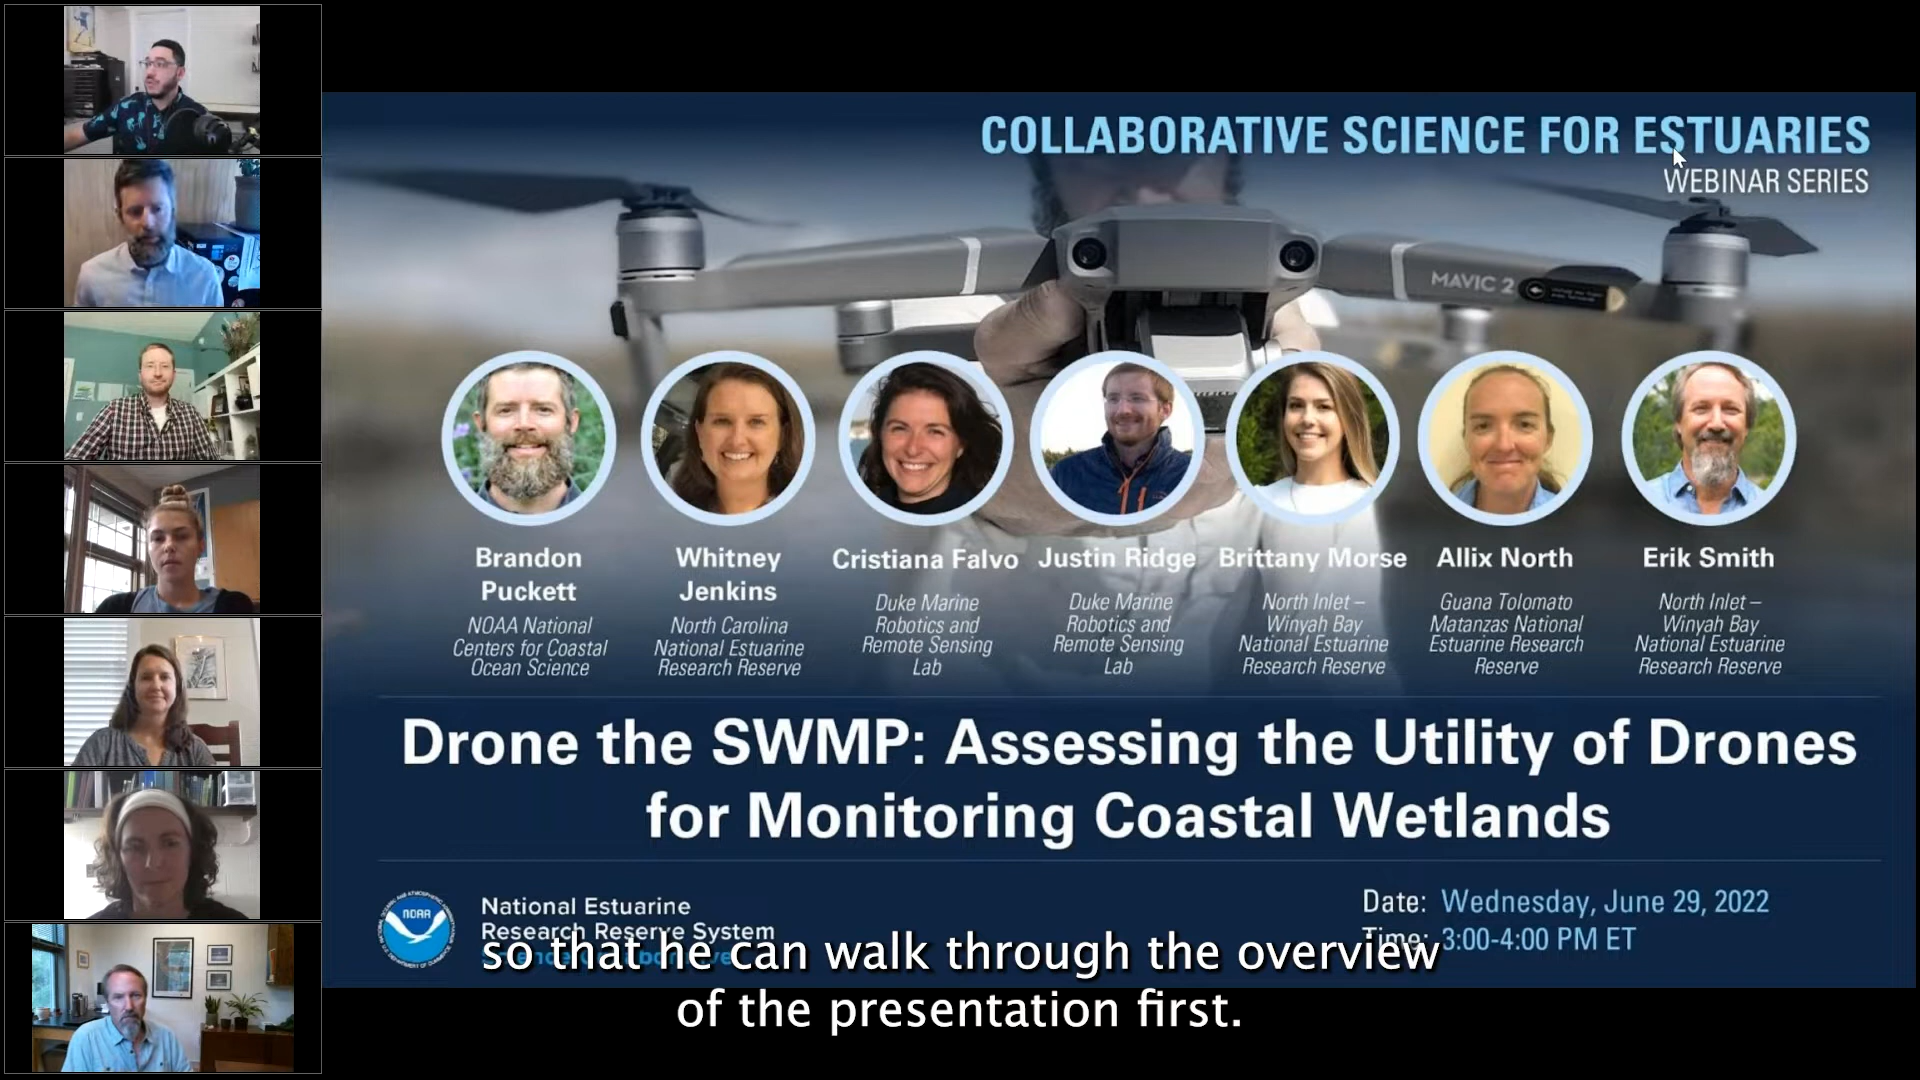 COLLABORATIVE SCIENCE FOR ESTUARIES
WEBINAR SERIES
MAVIC 2
Brandon
Puckett
NOAA National
Centers for Coastal
Ocean Science
Whitney
Jenkins
North Carolina
National Estuarine
Research Reserve
Cristiana Falvo
Duke Marine
Robotics and
Remote Sensing
Lab
Justin Ridge
Duke Marine
Robotics and
Remote Sensing
Lab
Brittany Morse
North Inlet –
Winyah Bay
National Estuarine
Research Reserve
Allix North
Guana Tolomato
Matanzas National
Estuarine Research
Reserve
Erik Smith
North Inlet –
Winyah Bay
National Estuarine
Research Reserve
Drone the SWMP: Assessing the Utility of Drones
for Monitoring Coastal Wetlands
NOAA
National Estuarine
Research Reserve System
Date: Wednesday, June 29, 2022
Time: 3:00-4:00 PM ET
so that he can walk through the overview
of the presentation first.